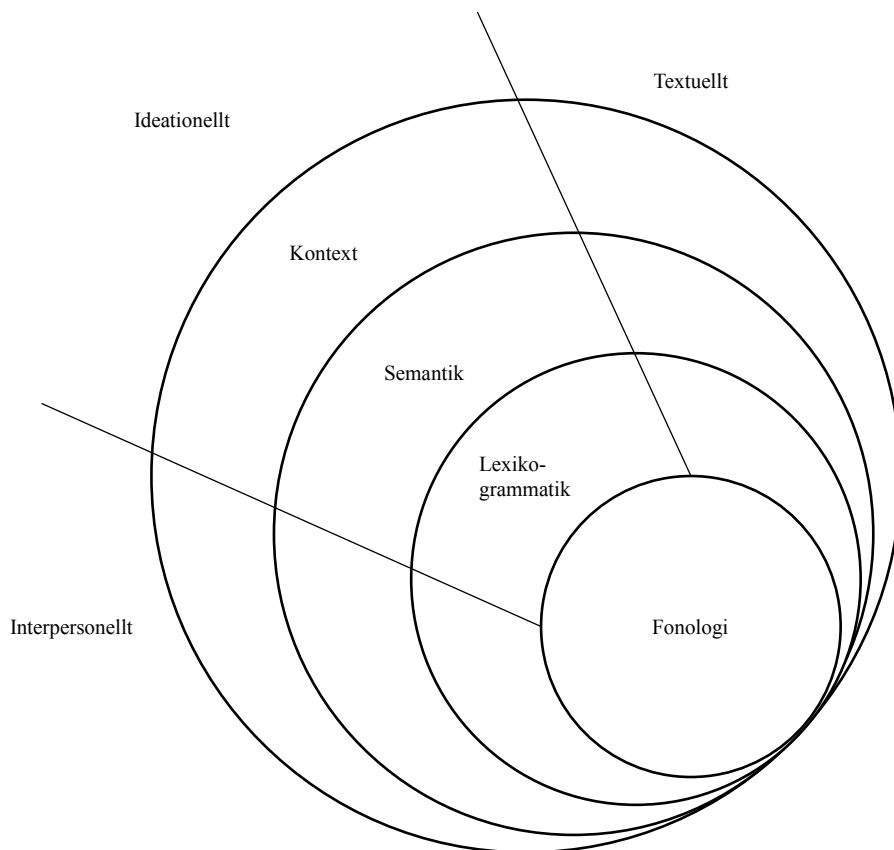 Textuellt
Ideationellt
Kontext
Semantik
Lexiko-
grammatik
Interpersonellt
Fonologi